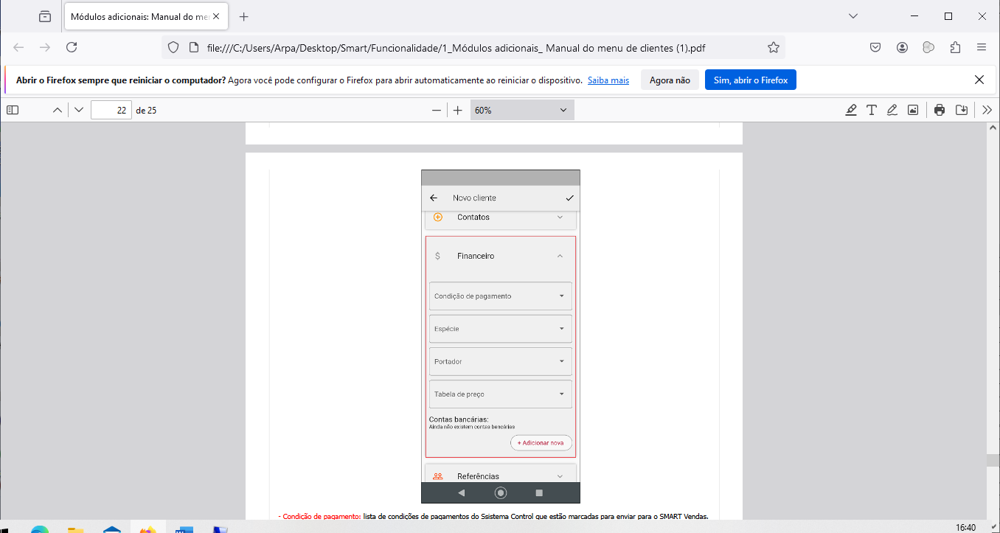 Módulos adicionais: Manual do me
file:///C:/Users/Arpa/Desktop/Smart/Funcionalidade/1_Módulos adicionais_ Manual do menu de clientes (1).pdf
Abrir o Firefox sempre que reiniciar o computador? Agora você pode configurar o Firefox para abrir automaticamente ao reiniciar o dispositivo. Saiba mais Agora não Sim, abrir o Firefox
22 de 25 60%
Novo cliente
Contatos
$ Financeiro
Condição de pagamento
Espécie
Portador
Tabela de preço
Contas bancárias:
Ainda não existem contas bancárias
+ Adicionar nova
Referências
- Condição de pagamento: lista de condições de pagamentos do Ssistema Control que estão marcadas para enviar para o SMART Vendas.
16:40